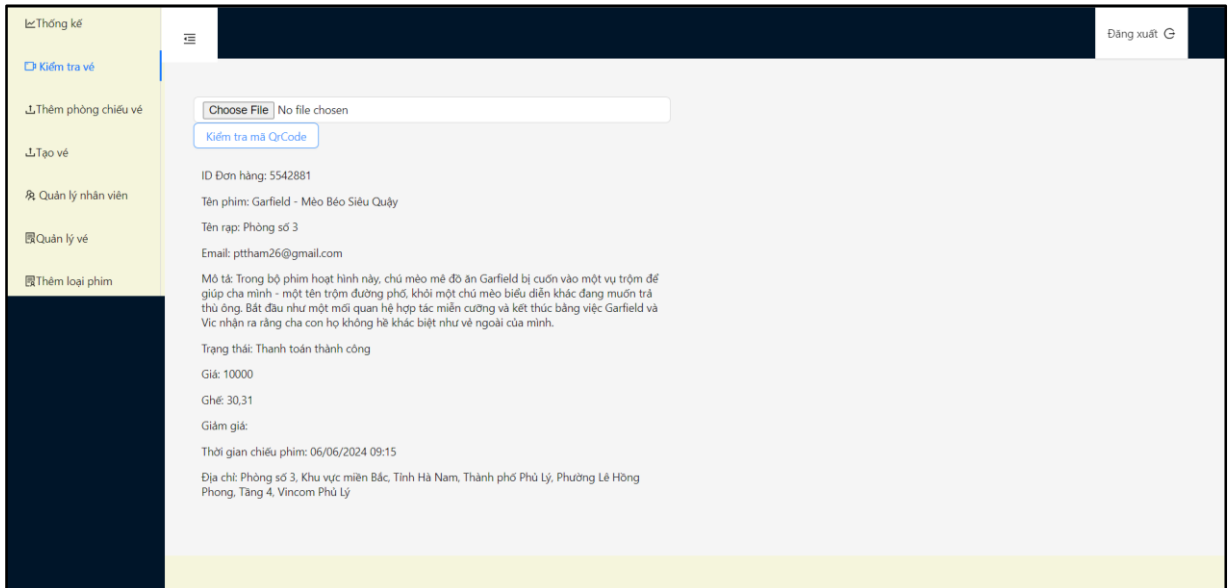 Thống kế
Kiểm tra vé
Thêm phòng chiếu vé
Tạo vé
Quản lý nhân viên
Quản lý vé
Thêm loại phim
Đăng xuất
Choose File No file chosen
Kiểm tra mã QrCode
ID Đơn hàng: 5542881
Tên phim: Garfield - Mèo Béo Siêu Quậy
Tên rạp: Phòng số 3
Email: pttham26@gmail.com
Mô tả: Trong bộ phim hoạt hình này, chú mèo mê đồ ăn Garfield bị cuốn vào một vụ trộm để
giúp cha mình - một tên trộm đường phố, khỏi một chú mèo biểu diễn khác đang muốn trả
thù ông. Bắt đầu như một mối quan hệ hợp tác miễn cưỡng và kết thúc bằng việc Garfield và
Vic nhận ra rằng cha con họ không hề khác biệt như vẻ ngoài của mình.
Trạng thái: Thanh toán thành công
Giá: 10000
Ghế: 30,31
Giảm giá:
Thời gian chiếu phim: 06/06/2024 09:15
Địa chỉ: Phòng số 3, Khu vực miền Bắc, Tỉnh Hà Nam, Thành phố Phủ Lý, Phường Lê Hồng
Phong, Tầng 4, Vincom Phủ Lý